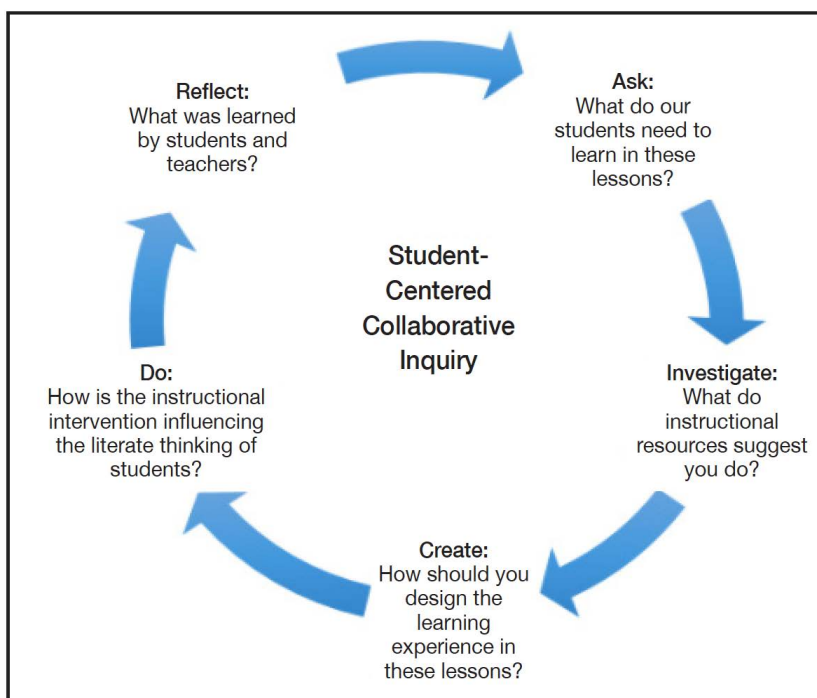 Reflect:
What was learned
by students and
teachers?
Ask:
What do our
students need to
learn in these
lessons?
Student-
Centered
Collaborative
Inquiry
Do:
How is the instructional
intervention influencing
the literate thinking of
students?
Investigate:
What do
instructional
resources suggest
you do?
Create:
How should you
design the
learning
experience in
these lessons?